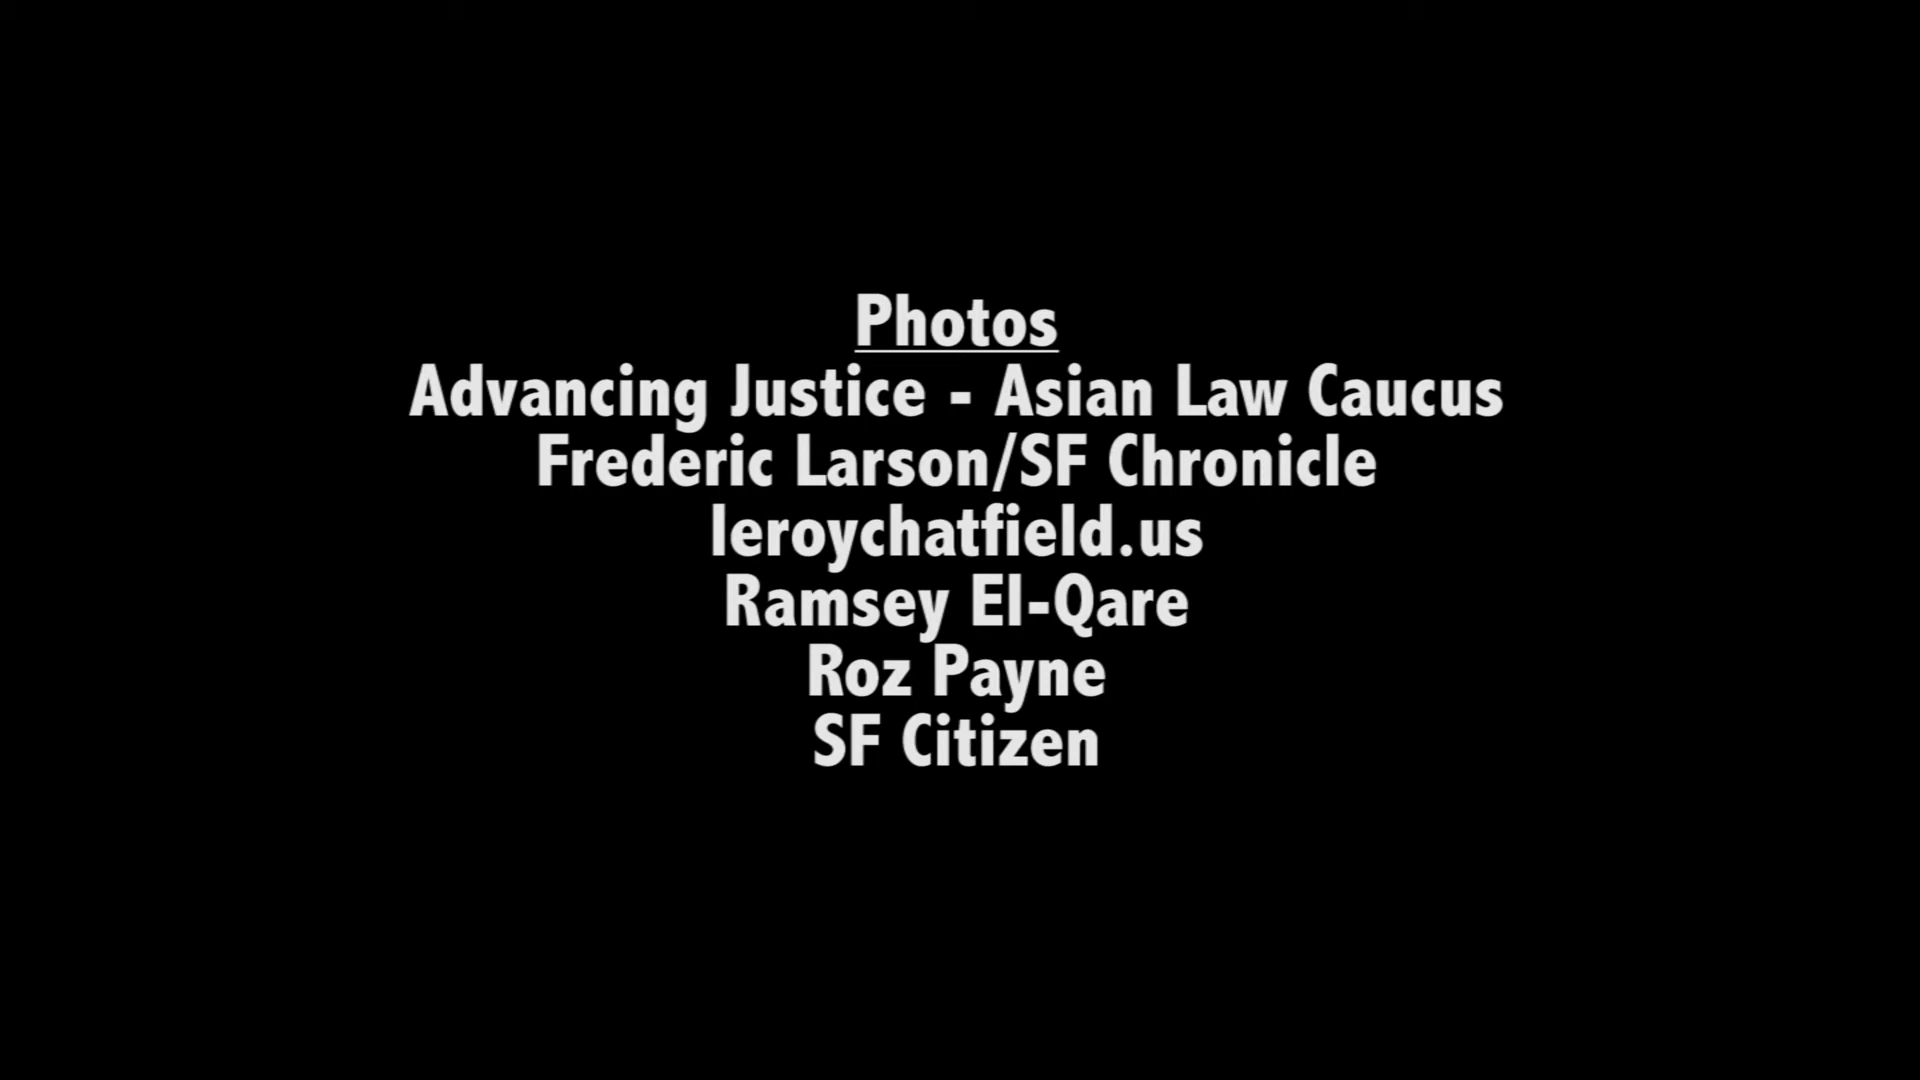 Photos
Advancing Justice - Asian Law Caucus
Frederic Larson/SF Chronicle
leroychatfield.us
Ramsey El-Qare
Roz Payne
SF Citizen